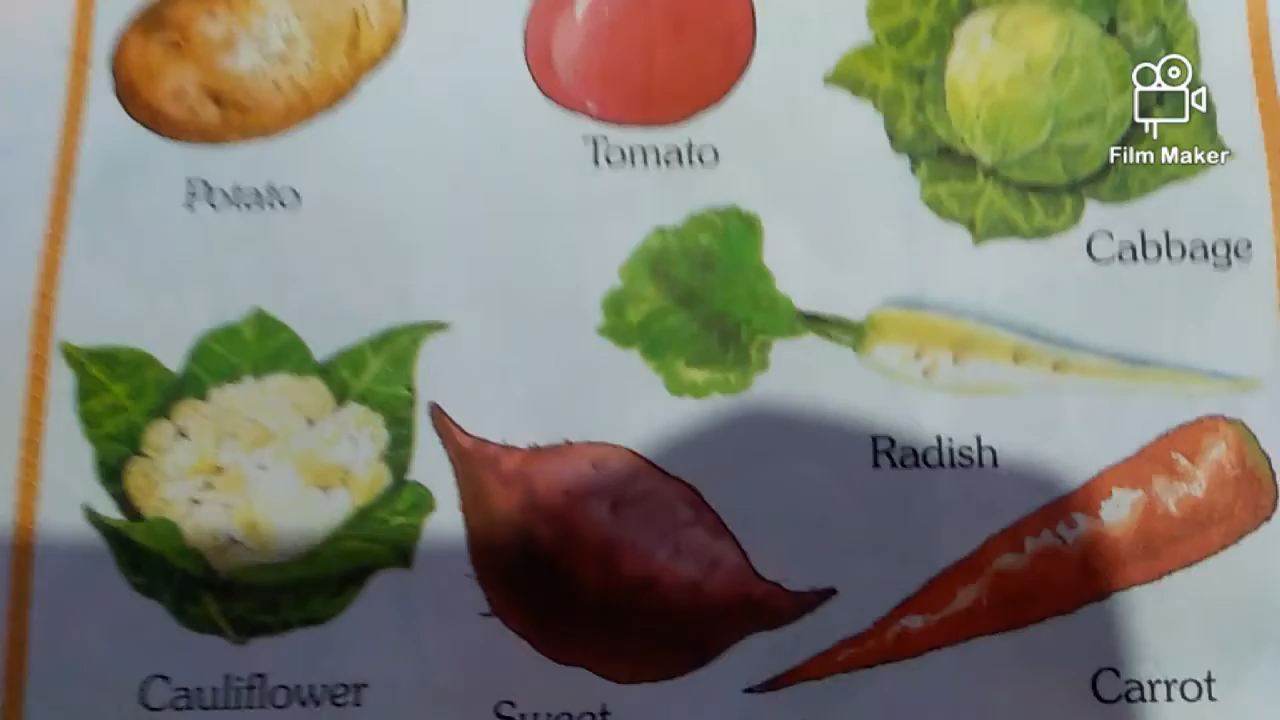 Film Maker
Potato
Tomato
Cabbage
Radish
Cauliflower
Sweet
Carrot